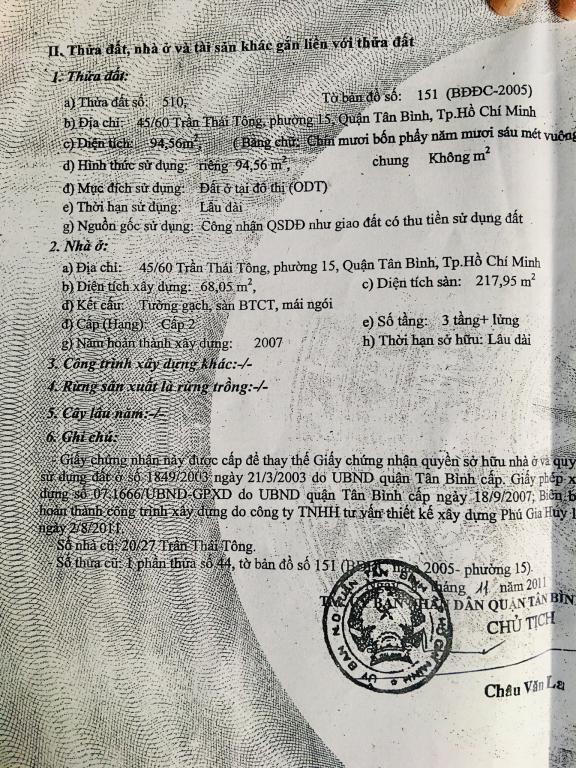 II. Thửa đất, nhà ở và tài sản khác gắn liền với thửa đất
1. Thửa đất:
a) Thửa đất số: 510, Tờ bản đồ số: 151 (BĐĐC-2005)
b) Địa chỉ: 45/60 Trần Thái Tông, phường 15, Quận Tân Bình, Tp.Hồ Chí Minh
c) Diện tích: 94,56m², (Bằng chữ: Chín mươi bốn phẩy năm mươi sáu mét vuông
d) Hình thức sử dụng: riêng 94,56 m², chung Không m²
đ) Mục đích sử dụng: Đất ở tại đô thị (ODT)
e) Thời hạn sử dụng: Lâu dài
g) Nguồn gốc sử dụng: Công nhận QSDĐ như giao đất có thu tiền sử dụng đất
2. Nhà ở:
a) Địa chỉ: 45/60 Trần Thái Tông, phường 15, Quận Tân Bình, Tp.Hồ Chí Minh
b) Diện tích xây dựng: 68,05 m², c) Diện tích sàn: 217,95 m²
d) Kết cấu: Tường gạch, sàn BTCT, mái ngói
đ) Cấp (Hạng): Cấp 2 e) Số tầng: 3 tầng+ lửng
g) Năm hoàn thành xây dựng: 2007 h) Thời hạn sở hữu: Lâu dài
3. Công trình xây dựng khác:-/-
4. Rừng sản xuất là rừng trồng:-/-
5. Cây lâu năm:-/-
6. Ghi chú:
- Giấy chứng nhận này được cấp để thay thế Giấy chứng nhận quyền sở hữu nhà ở và quy
sử dụng đất ở số 1849/2003 ngày 21/3/2003 do UBND quận Tân Bình cấp. Giấy phép x
dựng số 07.1666/UBND-GPXD do UBND quận Tân Bình cấp ngày 18/9/2007; Biên b
hoàn thành công trình xây dựng do công ty TNHH tư vấn thiết kế xây dựng Phú Gia Huy
ngày 2/8/2011.
- Số nhà cũ: 20/27 Trần Thái Tông.
- Số thửa cũ: 1 phần thửa số 44, tờ bản đồ số 151 2005- phường 15).
tháng 11 năm 2011
BAN NHÂN DÂN QUẬN TÂN BÌN
CHỦ TỊCH
ỦY BAN N.D QUẬN TÂN BÌNH TP HỒ CHÍ MINH
Châu Văn La